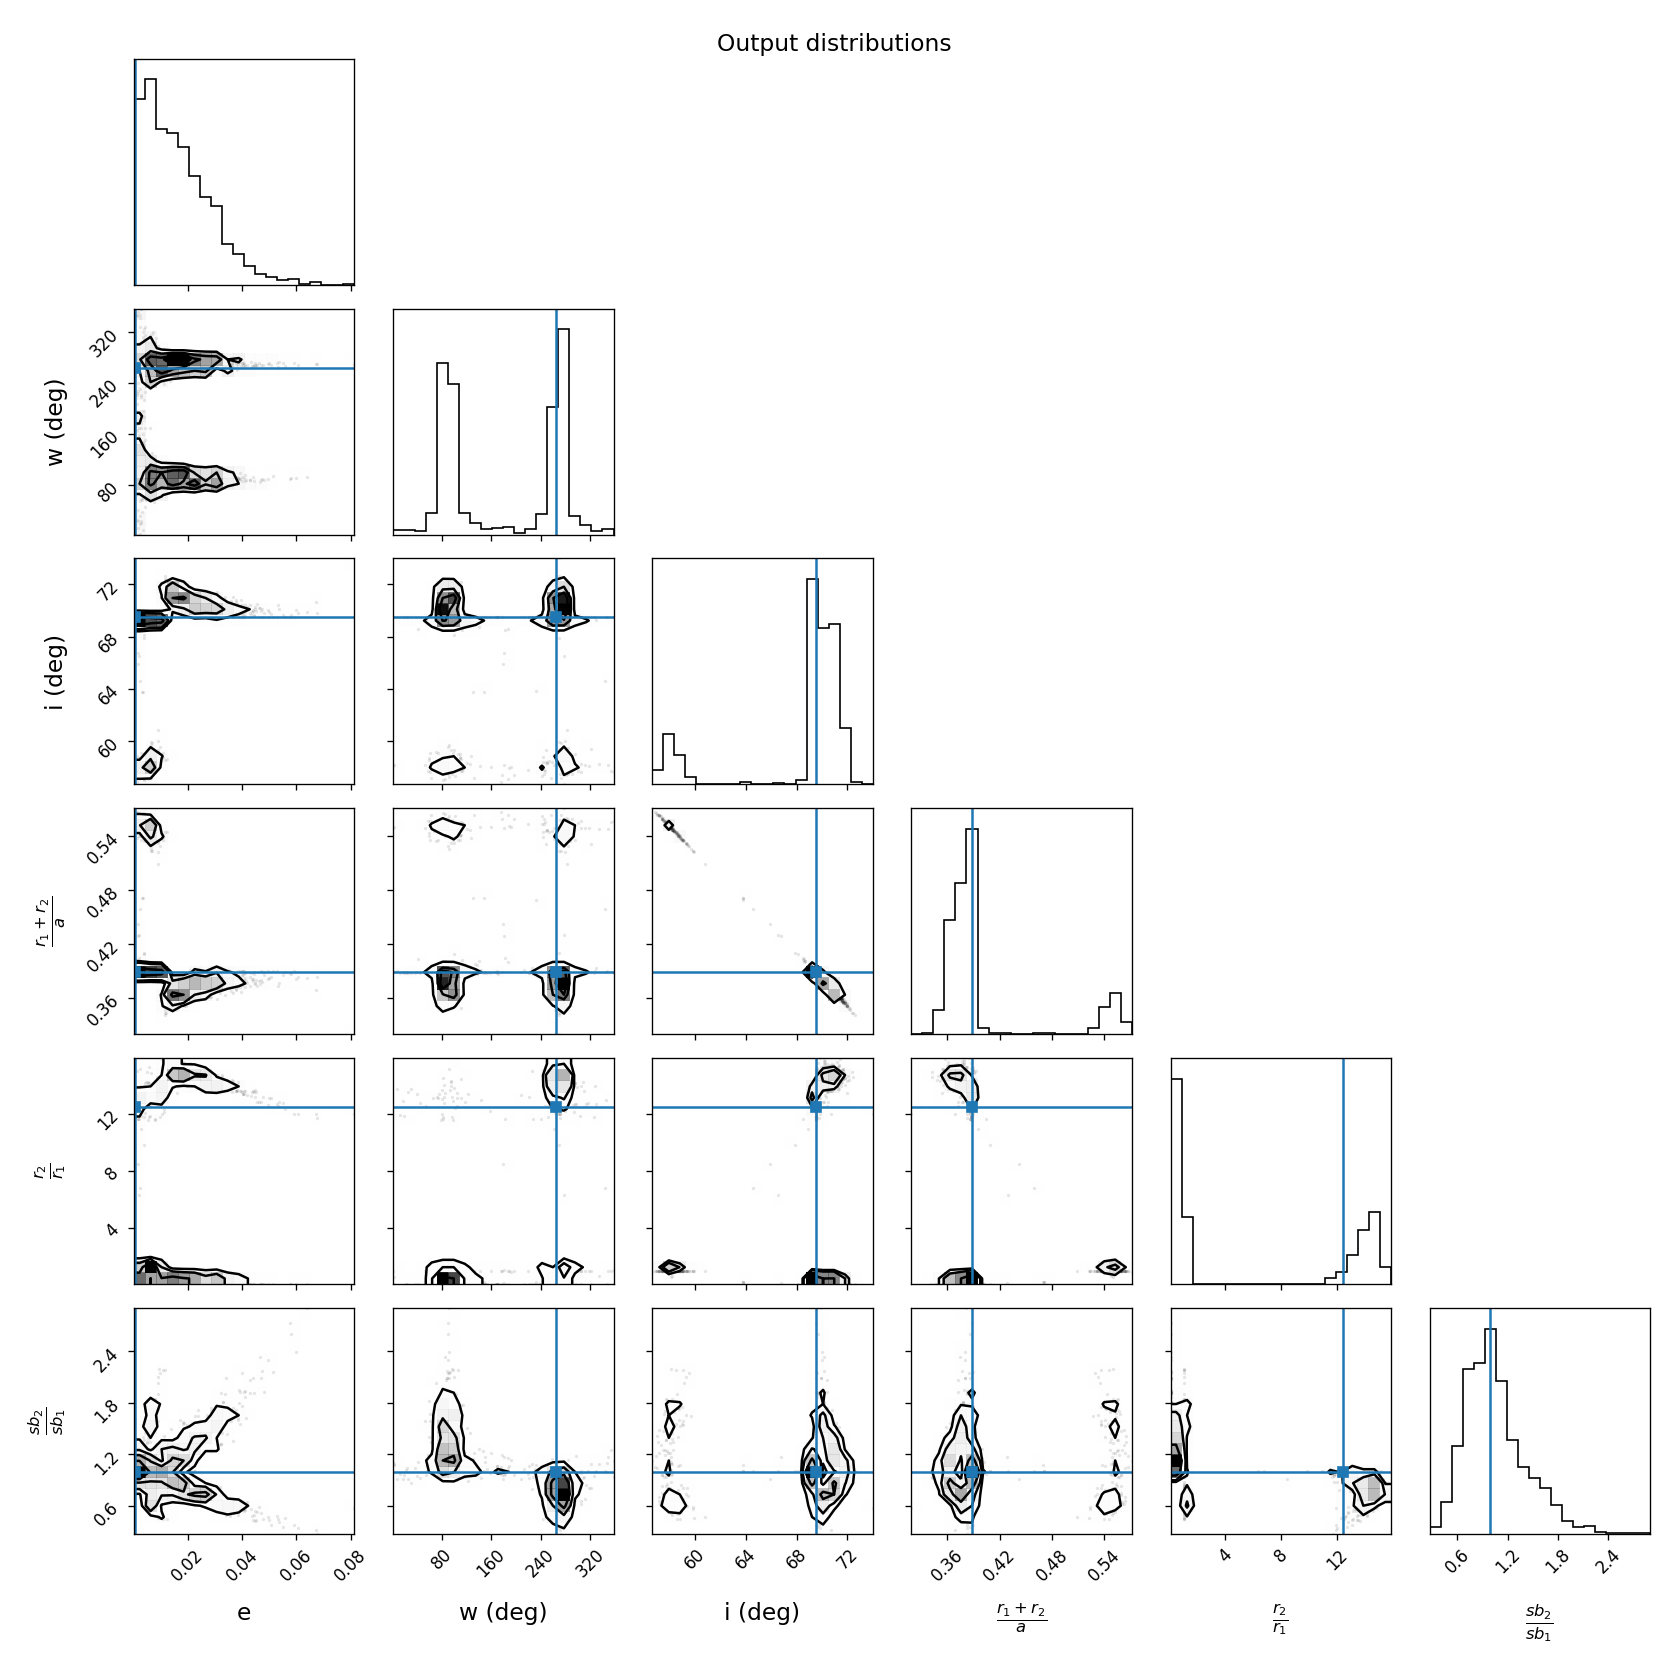 Output distributions
w (deg)
320
240
160
80
i (deg)
72
68
64
60
r₁ + r₂
a
0.54
0.48
0.42
0.36
r₂
r₁
12
8
4
sb₂
sb₁
2.4
1.8
1.2
0.6
0.02 0.04 0.06 0.08 80 160 240 320 60 64 68 72 0.36 0.42 0.48 0.54 4 8 12 0.6 1.2 1.8 2.4
e w (deg) i (deg) r₁ + r₂ r₂ sb₂
a r₁ sb₁